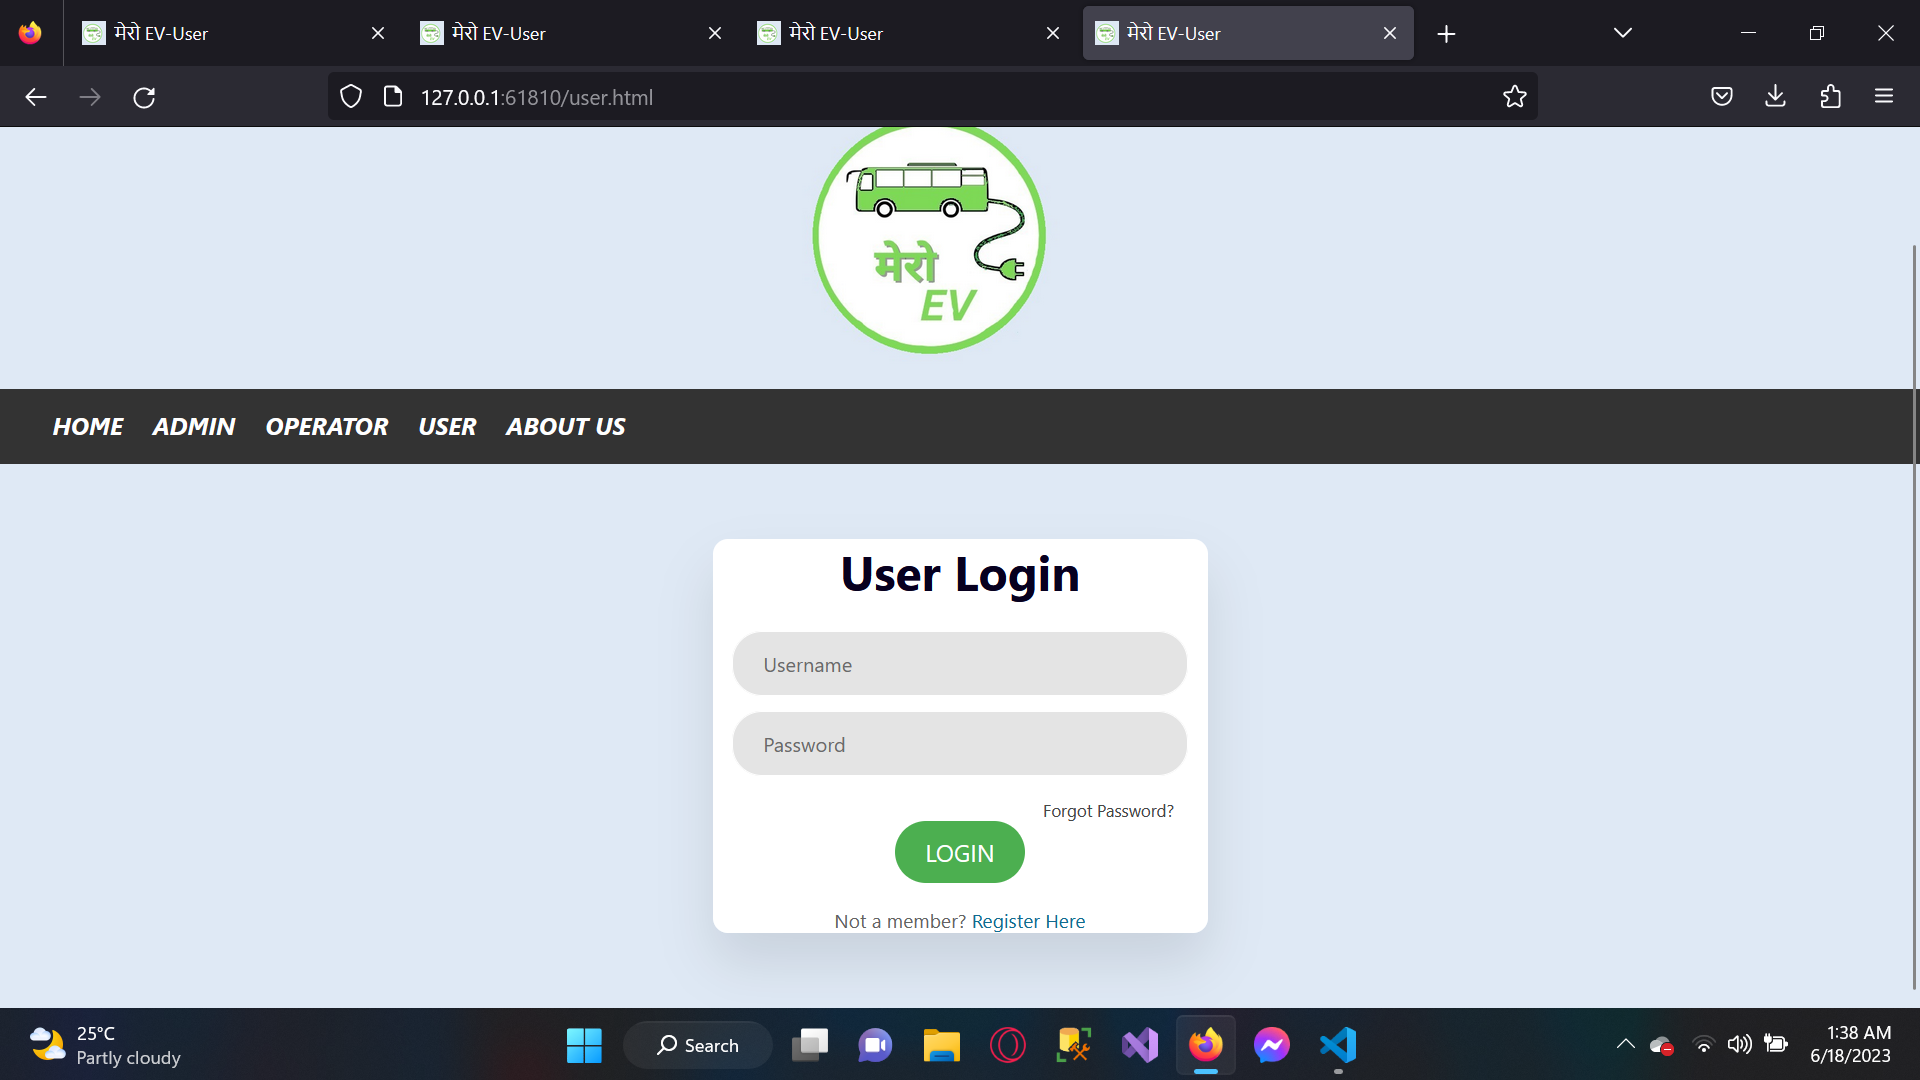 मेरो EV-User
मेरो EV-User
मेरो EV-User
मेरो EV-User
127.0.0.1:61810/user.html
मेरो
EV
HOME ADMIN OPERATOR USER ABOUT US
User Login
Username
Password
Forgot Password?
LOGIN
Not a member? Register Here
25°C
Partly cloudy
Search
1:38 AM
6/18/2023